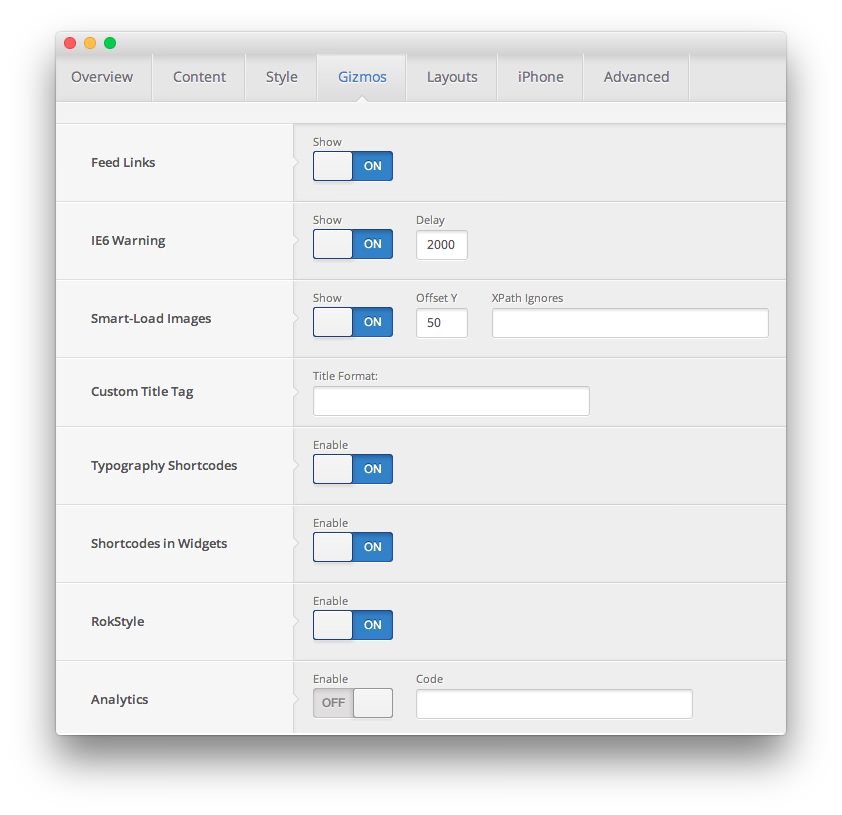 Overview Content Style Gizmos Layouts iPhone Advanced
Show
Feed Links ON
Show Delay
IE6 Warning ON 2000
Show Offset Y XPath Ignores
Smart-Load Images ON 50
Title Format:
Custom Title Tag
Enable
Typography Shortcodes ON
Enable
Shortcodes in Widgets ON
Enable
RokStyle ON
Enable Code
Analytics OFF